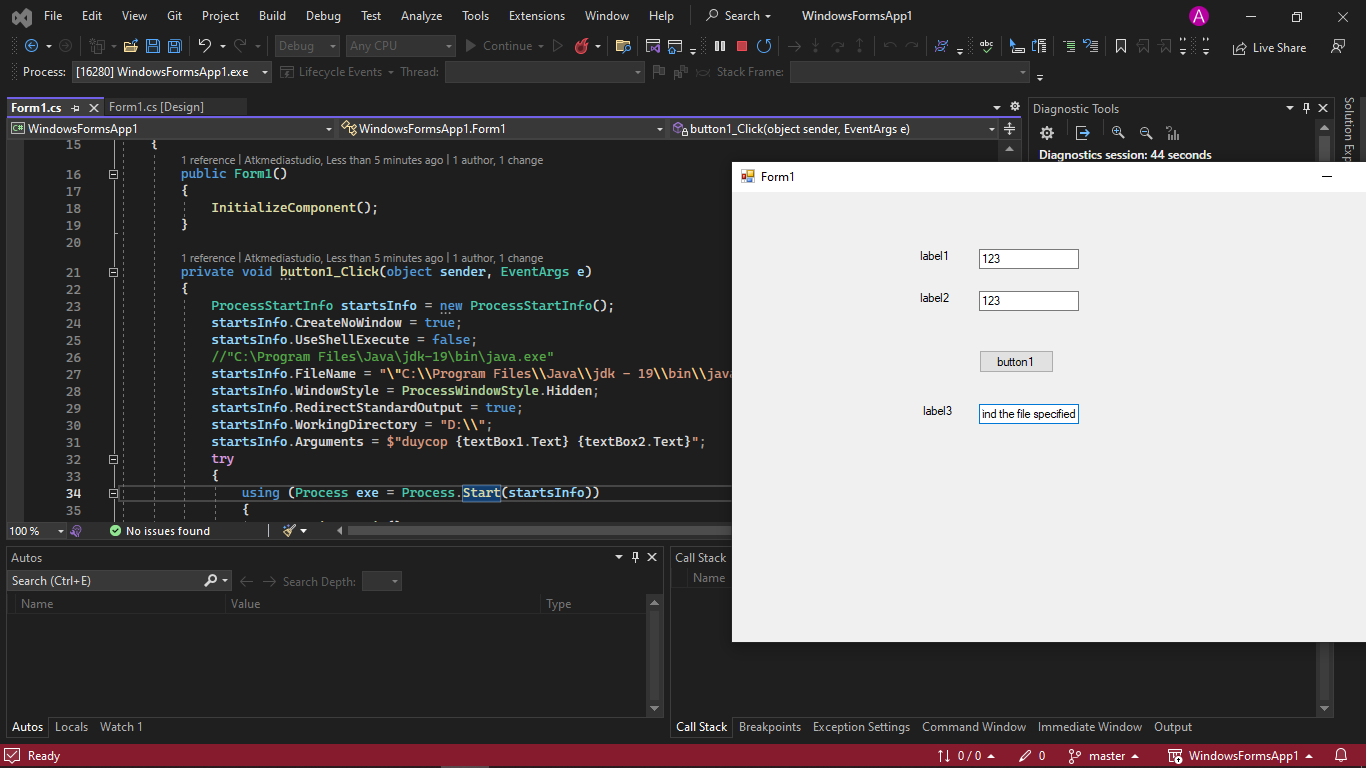 File Edit View Git Project Build Debug Test Analyze Tools Extensions Window Help Search WindowsFormsApp1 A
Debug Any CPU Continue Live Share
Process: [16280] WindowsFormsApp1.exe Lifecycle Events Thread: Stack Frame:
Form1.cs Form1.cs [Design]
WindowsFormsApp1 WindowsFormsApp1.Form1 button1_Click(object sender, EventArgs e)
15 {
1 reference | Atkmediastudio, Less than 5 minutes ago | 1 author, 1 change
16 public Form1()
17 {
18 InitializeComponent();
19 }
20
1 reference | Atkmediastudio, Less than 5 minutes ago | 1 author, 1 change
21 private void button1_Click(object sender, EventArgs e)
22 {
23 ProcessStartInfo startsInfo = new ProcessStartInfo();
24 startsInfo.CreateNoWindow = true;
25 startsInfo.UseShellExecute = false;
26 //"C:\Program Files\Java\jdk-19\bin\java.exe"
27 startsInfo.FileName = "\"C:\\Program Files\\Java\\jdk - 19\\bin\\java
28 startsInfo.WindowStyle = ProcessWindowStyle.Hidden;
29 startsInfo.RedirectStandardOutput = true;
30 startsInfo.WorkingDirectory = "D:\\";
31 startsInfo.Arguments = $"duycop {textBox1.Text} {textBox2.Text}";
32 try
33 {
34 using (Process exe = Process.Start(startsInfo))
35 {
100 % No issues found
Diagnostic Tools
Diagnostics session: 44 seconds
Solution Exp
Form1
label1 123
label2 123
button1
label3 ind the file specified
Autos
Search (Ctrl+E) Search Depth:
Name Value Type
Autos Locals Watch 1
Call Stack
Name
Call Stack Breakpoints Exception Settings Command Window Immediate Window Output
Ready 0 / 0 0 master WindowsFormsApp1